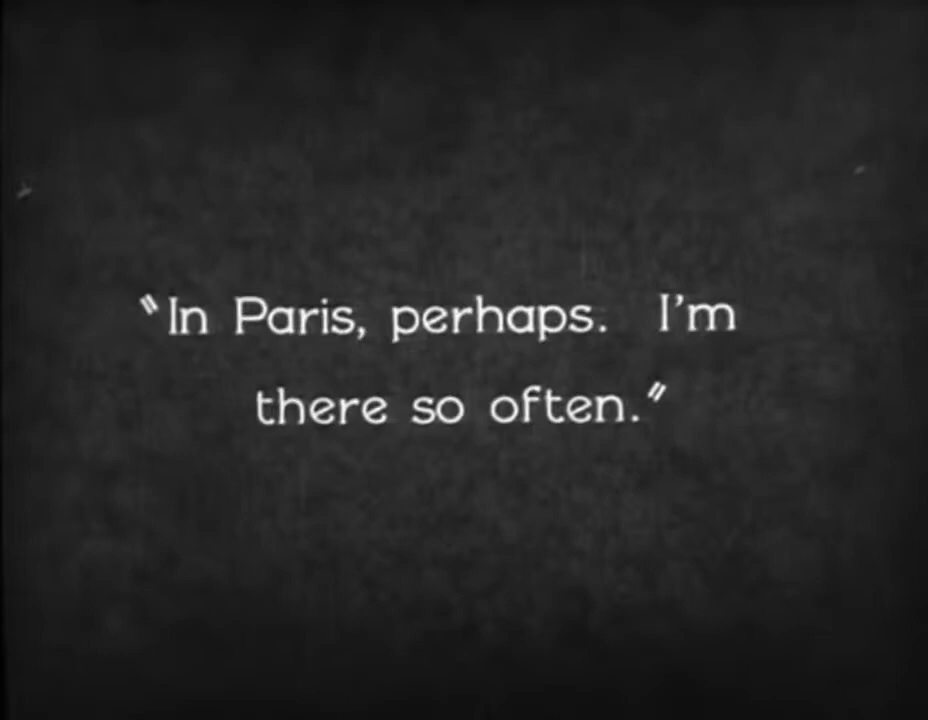 "In Paris, perhaps. I'm
there so often."